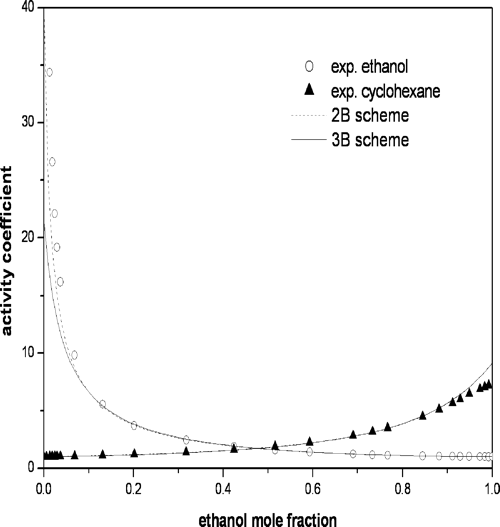 40
30
20
10
0
activity coefficient
exp. ethanol
exp. cyclohexane
2B scheme
3B scheme
0.0 0.2 0.4 0.6 0.8 1.0
ethanol mole fraction